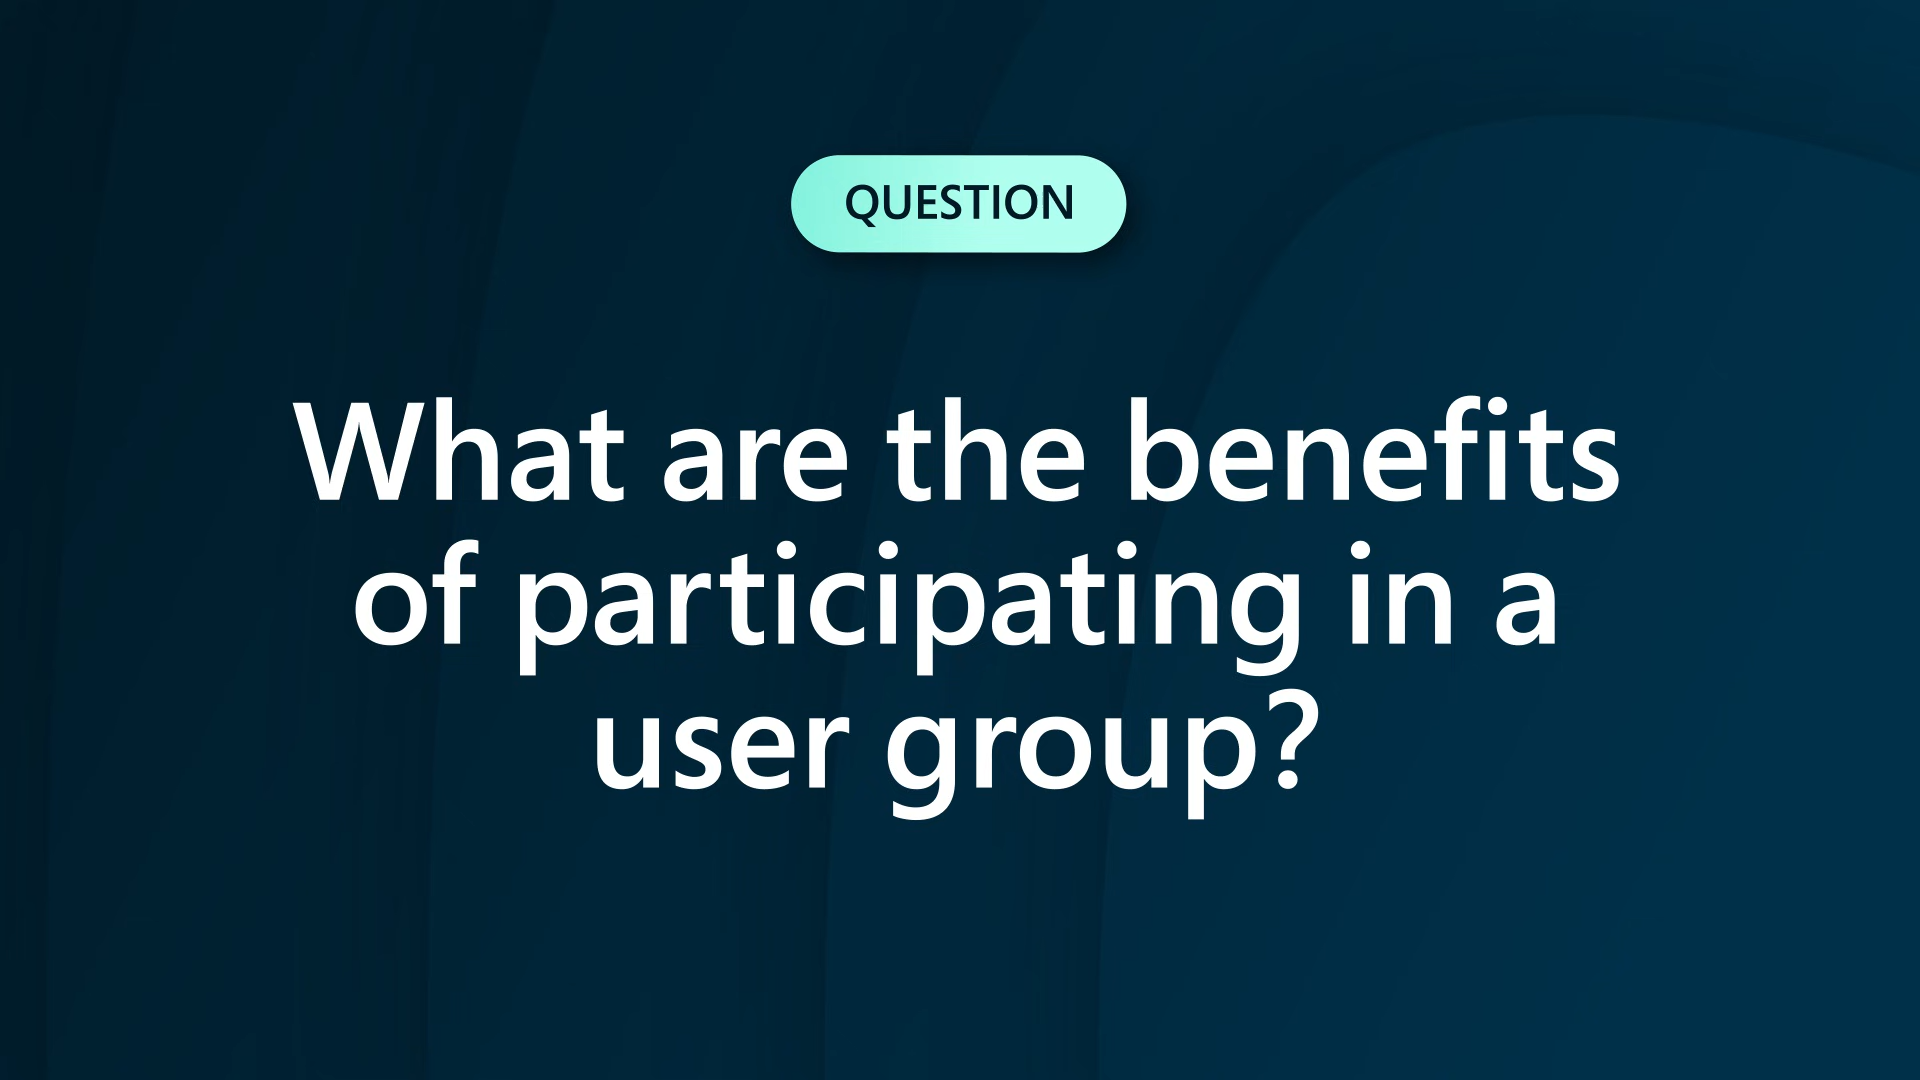 QUESTION
What are the benefits
of participating in a
user group?